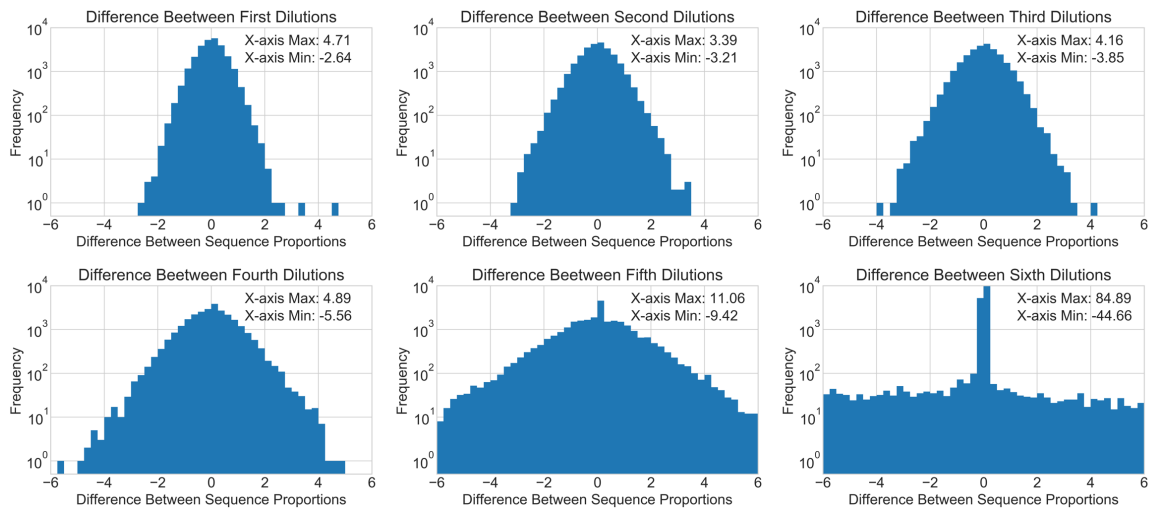 Difference Beetween First Dilutions
X-axis Max: 4.71
X-axis Min: -2.64
10^4
10^3
10^2
10^1
10^0
Frequency
−6 −4 −2 0 2 4 6
Difference Between Sequence Proportions
Difference Beetween Second Dilutions
X-axis Max: 3.39
X-axis Min: -3.21
10^4
10^3
10^2
10^1
10^0
Frequency
−6 −4 −2 0 2 4 6
Difference Between Sequence Proportions
Difference Beetween Third Dilutions
X-axis Max: 4.16
X-axis Min: -3.85
10^4
10^3
10^2
10^1
10^0
Frequency
−6 −4 −2 0 2 4 6
Difference Between Sequence Proportions
Difference Beetween Fourth Dilutions
X-axis Max: 4.89
X-axis Min: -5.56
10^4
10^3
10^2
10^1
10^0
Frequency
−6 −4 −2 0 2 4 6
Difference Between Sequence Proportions
Difference Beetween Fifth Dilutions
X-axis Max: 11.06
X-axis Min: -9.42
10^4
10^3
10^2
10^1
10^0
Frequency
−6 −4 −2 0 2 4 6
Difference Between Sequence Proportions
Difference Beetween Sixth Dilutions
X-axis Max: 84.89
X-axis Min: -44.66
10^4
10^3
10^2
10^1
10^0
Frequency
−6 −4 −2 0 2 4 6
Difference Between Sequence Proportions